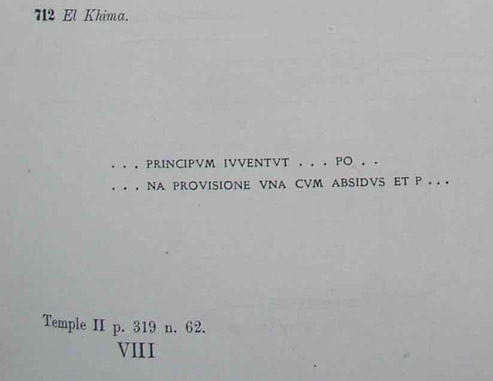 712 El Khima.
. . . PRINCIPVM IVVENTVT . . . PO . .
. . . NA PROVISIONE VNA CVM ABSIDVS ET P . . .
Temple II p. 319 n. 62.
VIII